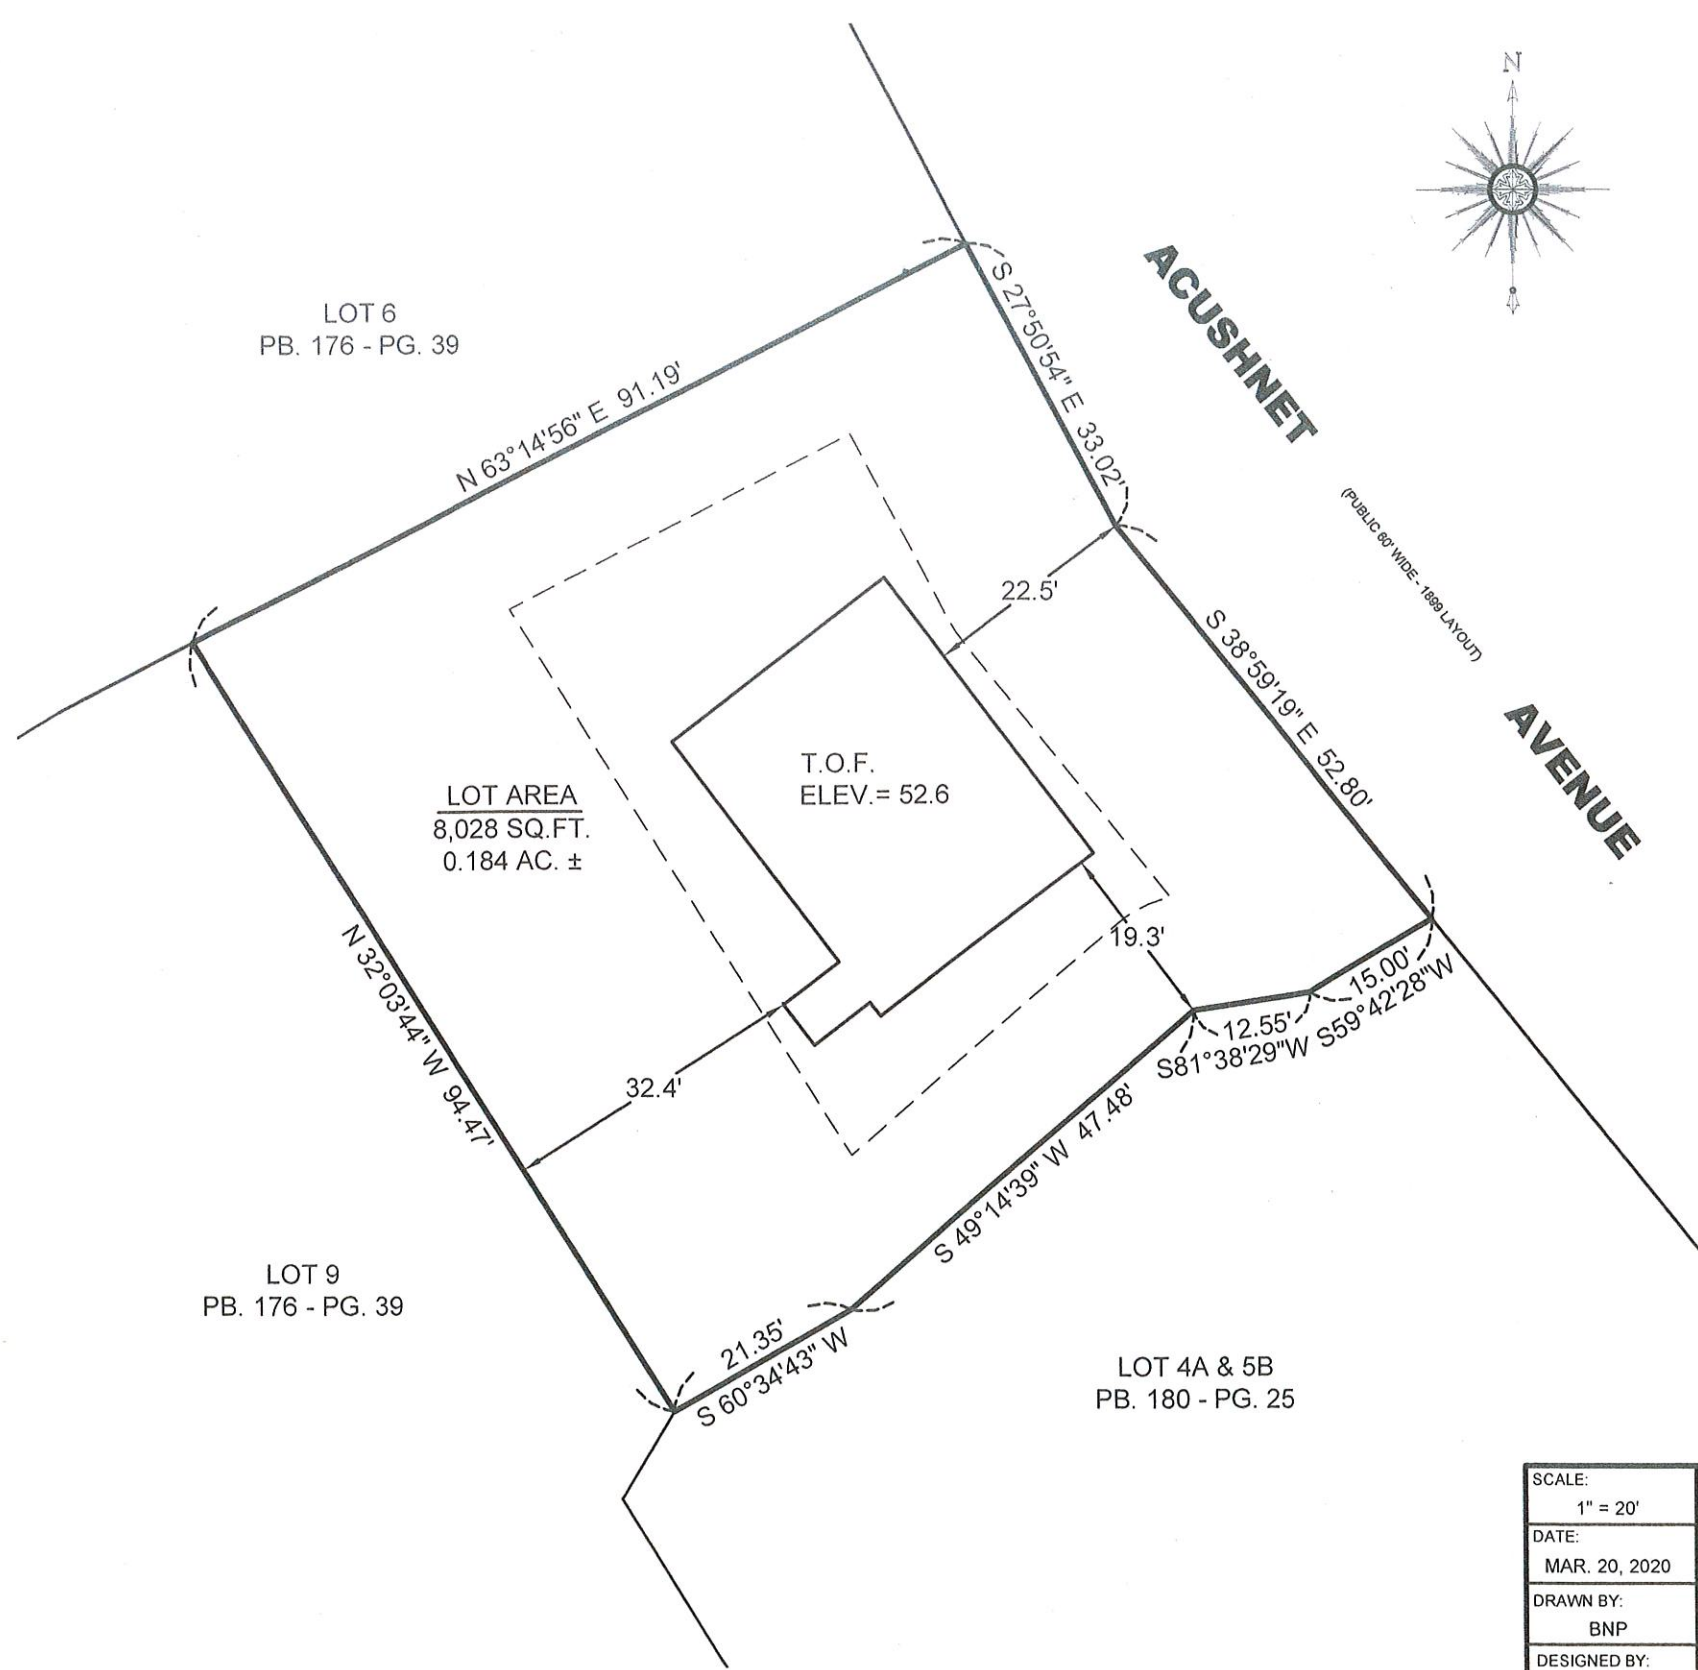 N
LOT 6
PB. 176 - PG. 39
N 63°14'56" E 91.19'
S 27°50'54" E 33.02'
ACUSHNET
(PUBLIC 60' WIDE - 1899 LAYOUT)
AVENUE
22.5'
S 38°59'19" E 52.80'
T.O.F.
ELEV.= 52.6
LOT AREA
8,028 SQ.FT.
0.184 AC. ±
19.3'
15.00'
S59°42'28"W
12.55'
S81°38'29"W
N 32°03'44" W 94.47'
32.4'
S 49°14'39" W 47.48'
21.35'
S 60°34'43" W
LOT 9
PB. 176 - PG. 39
LOT 4A & 5B
PB. 180 - PG. 25
SCALE:
1" = 20'
DATE:
MAR. 20, 2020
DRAWN BY:
BNP
DESIGNED BY: